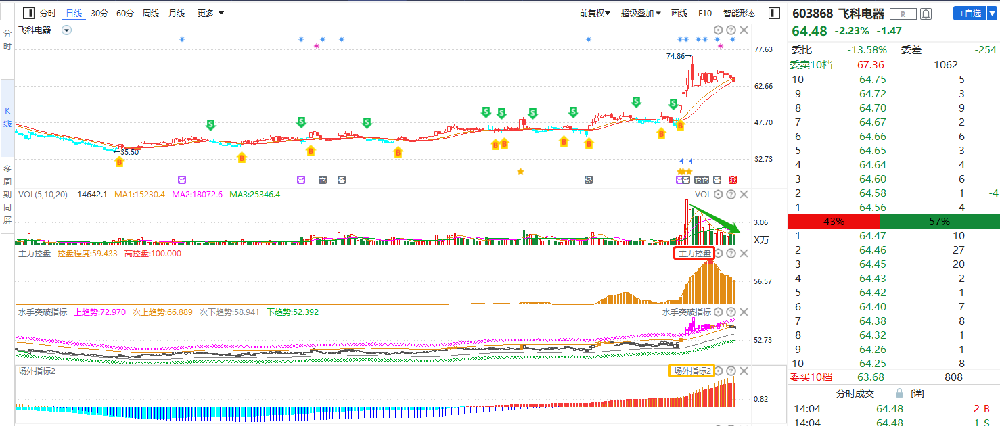 分时 日线 30分 60分 周线 月线 更多 前复权 超级叠加 画线 F10 智能形态
603868 飞科电器 R +自选
64.48 -2.23% -1.47
分时
K线
多周期同屏
飞科电器
77.63
74.86
62.66
47.70
35.50
32.73
S S S S S S S S S
B B B B B B B B B B B
VOL(5,10,20) 14642.1 MA1:15230.4 MA2:18072.6 MA3:25346.4 VOL
3.06
X万
主力控盘 控盘程度:59.433 高控盘:100.000 主力控盘
56.57
水手突破指标 上趋势:72.970 次上趋势:66.889 次下趋势:58.941 下趋势:52.392 水手突破指标
52.73
场外指标2 场外指标2
0.82
委比 -13.58% 委差 -254
委卖10档 67.36 1062
10 64.75 5
9 64.72 3
8 64.70 9
7 64.67 2
6 64.66 6
5 64.65 3
4 64.64 4
3 64.60 6
2 64.58 1 -4
1 64.56 4
43% 57%
1 64.47 10
2 64.46 27
3 64.45 20
4 64.43 2
5 64.42 1
6 64.40 7
7 64.38 8
8 64.32 1
9 64.26 1
10 64.25 8
委买10档 63.68 808
分时成交 [详]
14:04 64.48 2 B
14:04 64.48 1 S